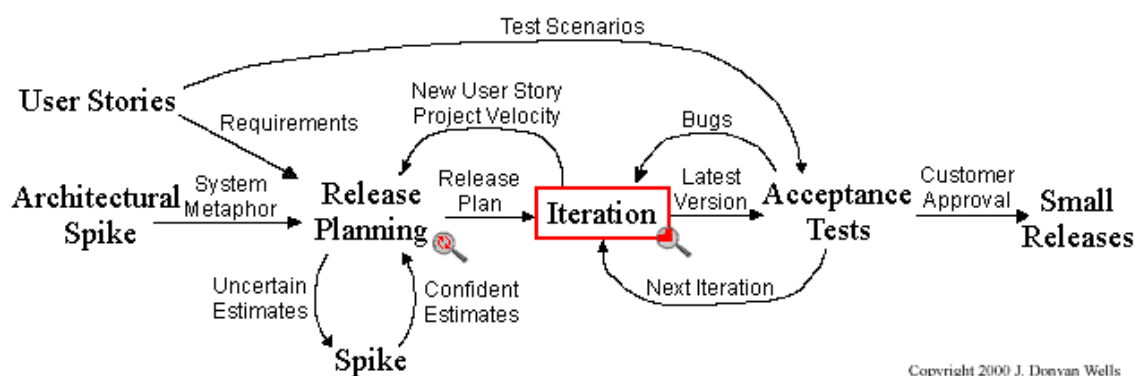 Test Scenarios
User Stories
New User Story
Project Velocity
Bugs
Requirements
Architectural
Spike
System
Metaphor
Release
Planning
Release
Plan
Iteration
Latest
Version
Acceptance
Tests
Customer
Approval
Small
Releases
Uncertain
Estimates
Confident
Estimates
Next Iteration
Spike
Copyright 2000 J. Donvan Wells